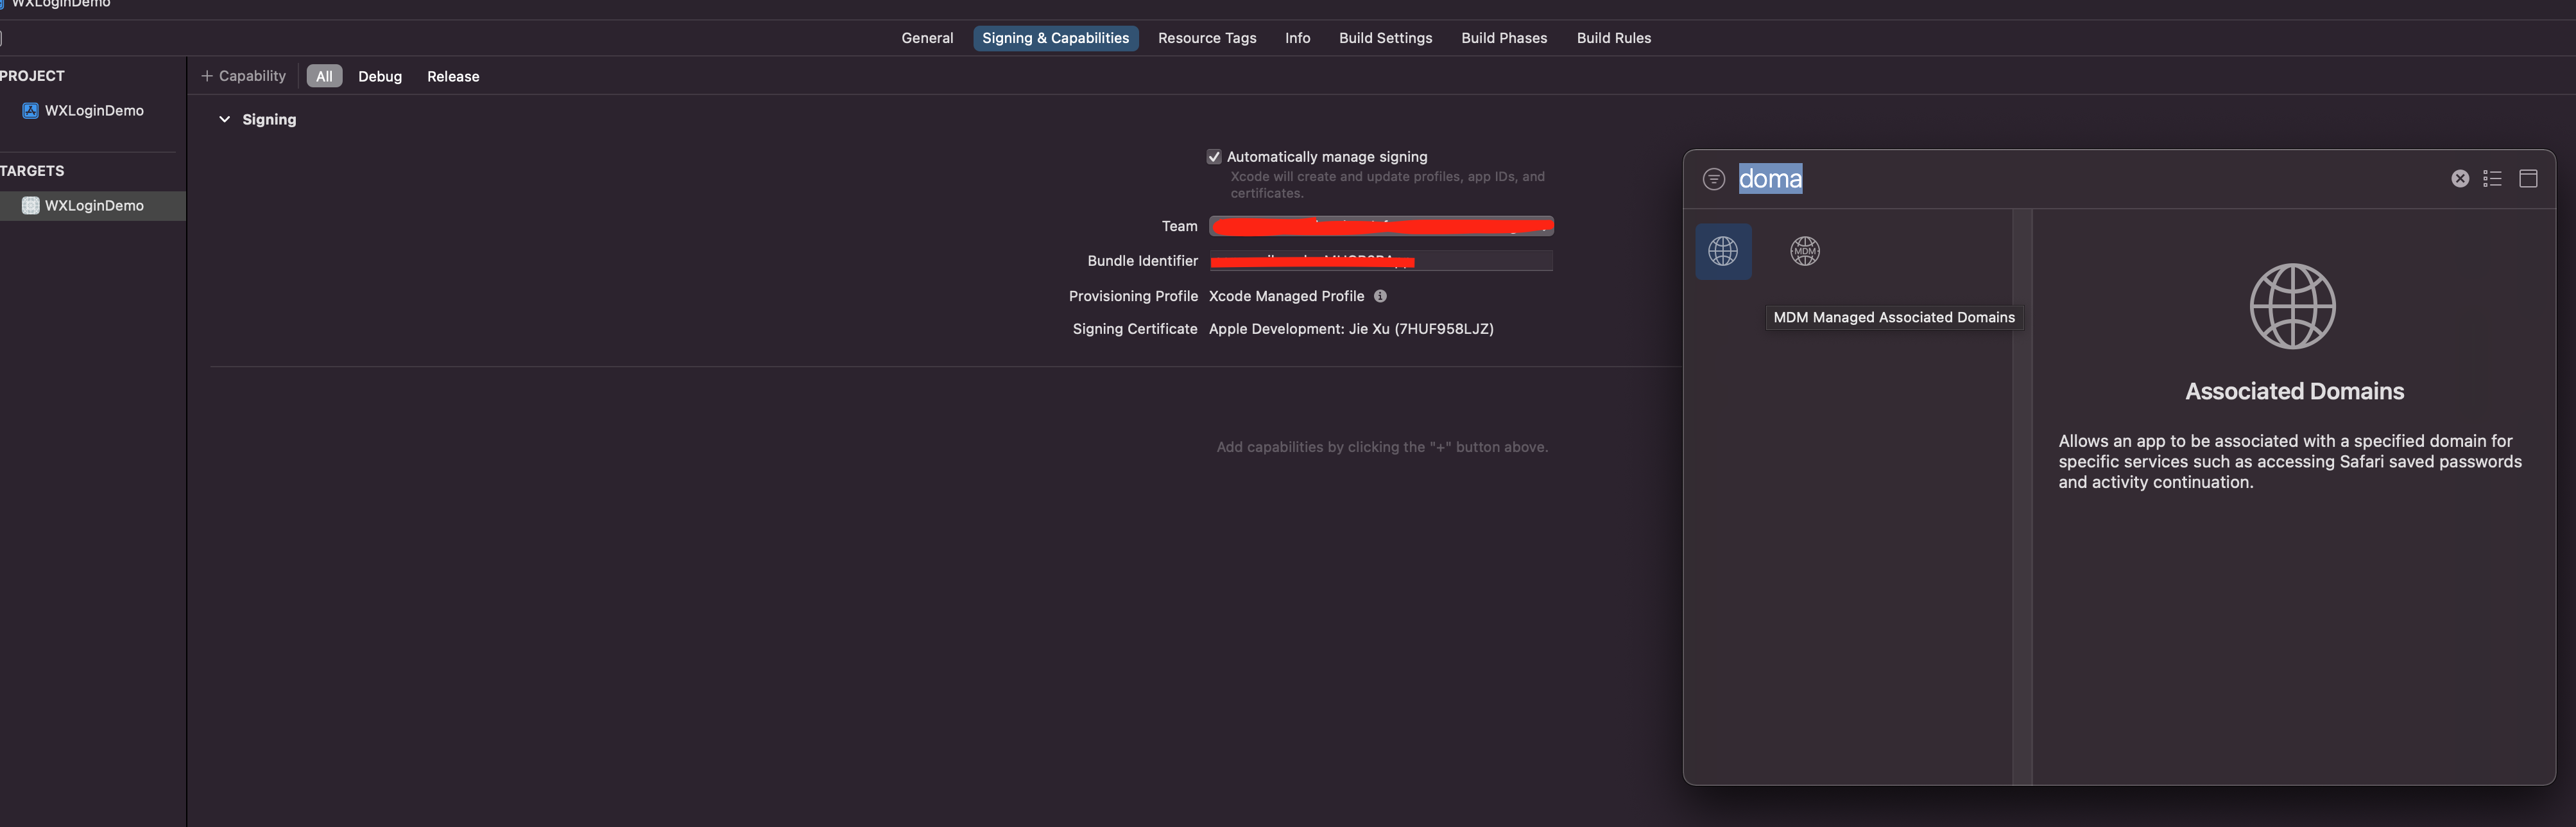 WXLoginDemo
General
Signing & Capabilities
Resource Tags
Info
Build Settings
Build Phases
Build Rules
PROJECT
WXLoginDemo
TARGETS
WXLoginDemo
+ Capability
All
Debug
Release
Signing
Automatically manage signing
Xcode will create and update profiles, app IDs, and
certificates.
Team
Bundle Identifier
Provisioning Profile
Xcode Managed Profile
Signing Certificate
Apple Development: Jie Xu (7HUF958LJZ)
Add capabilities by clicking the "+" button above.
doma
MDM
MDM Managed Associated Domains
Associated Domains
Allows an app to be associated with a specified domain for
specific services such as accessing Safari saved passwords
and activity continuation.